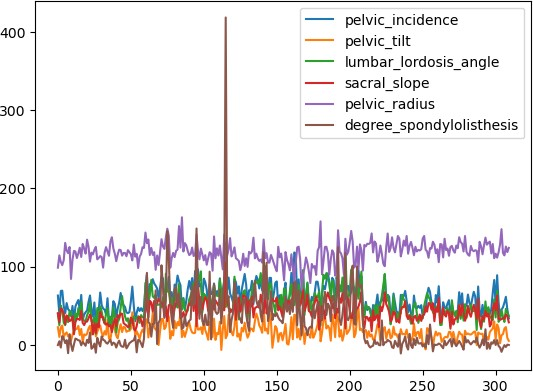 pelvic_incidence
pelvic_tilt
lumbar_lordosis_angle
sacral_slope
pelvic_radius
degree_spondylolisthesis
400
300
200
100
0
0 50 100 150 200 250 300